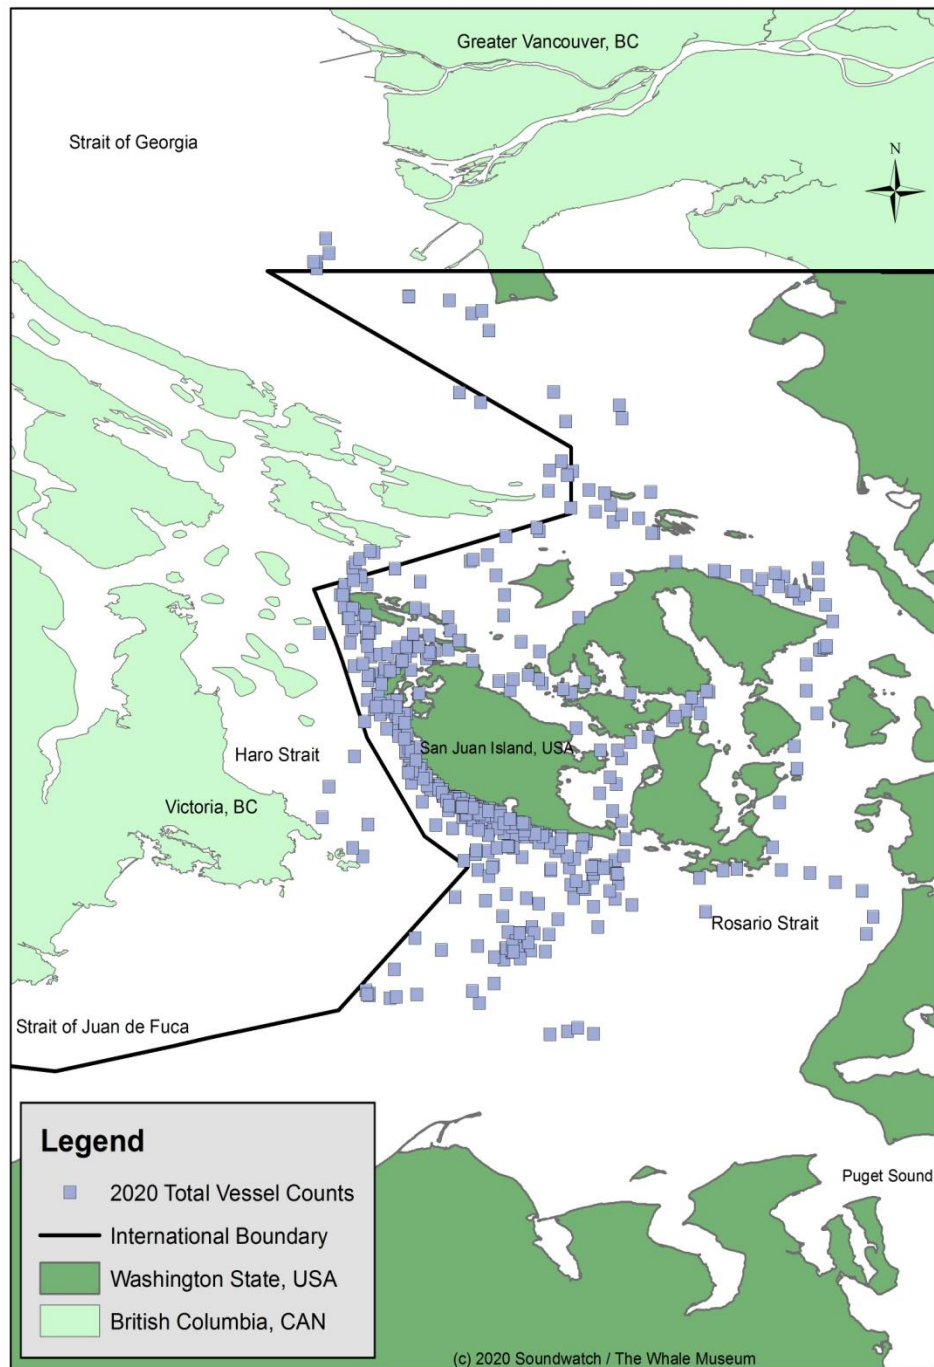 Greater Vancouver, BC
Strait of Georgia
N
San Juan Island, USA
Haro Strait
Victoria, BC
Rosario Strait
Strait of Juan de Fuca
Puget Sound
Legend
2020 Total Vessel Counts
International Boundary
Washington State, USA
British Columbia, CAN
(c) 2020 Soundwatch / The Whale Museum